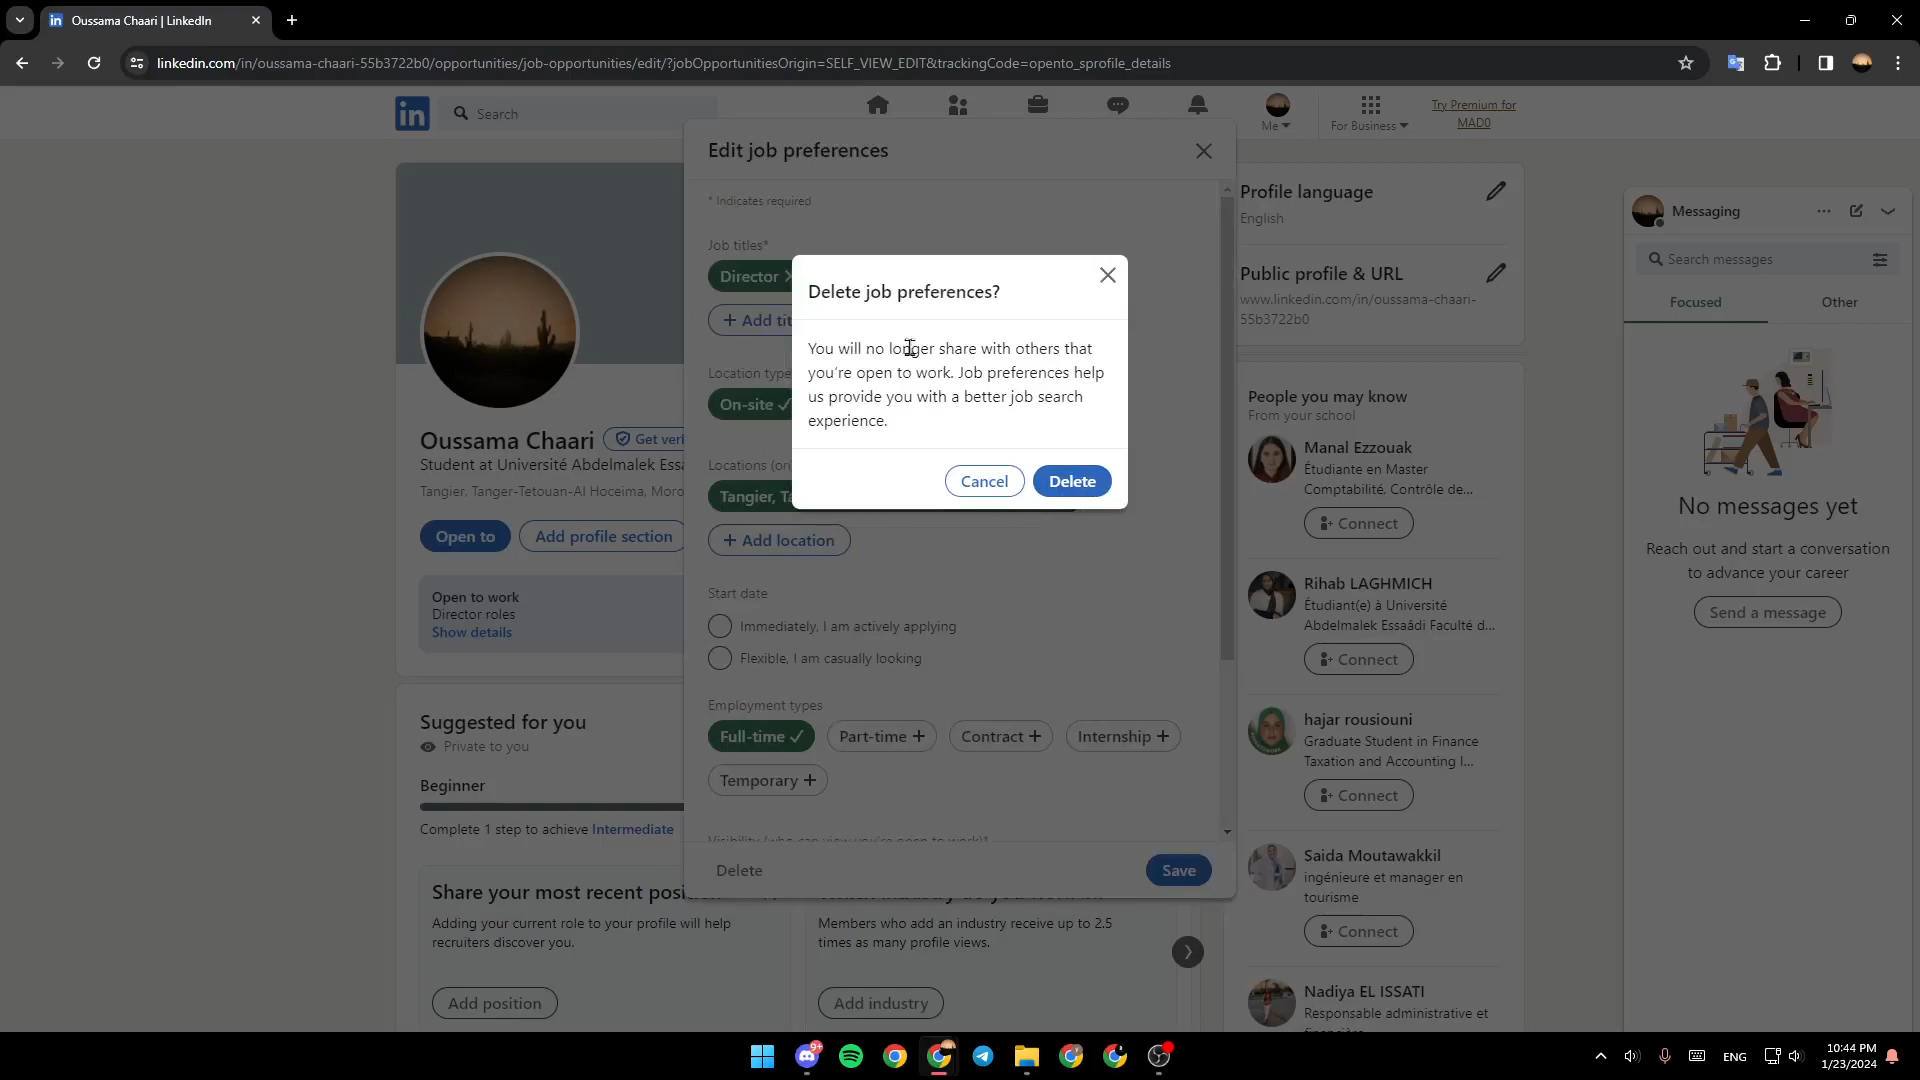 Oussama Chaari | LinkedIn
linkedin.com/in/oussama-chaari-55b3722b0/opportunities/job-opportunities/edit/?jobOpportunitiesOrigin=SELF_VIEW_EDIT&trackingCode=opento_sprofile_details
in
Search
Me
For Business
Try Premium for
MAD0
Edit job preferences
* Indicates required
Job titles*
Director
+ Add tit
Location type
On-site
Locations (on
Tangier, Ta
+ Add location
Start date
Immediately, I am actively applying
Flexible, I am casually looking
Employment types
Full-time
Part-time +
Contract +
Internship +
Temporary +
Visibility (who can view you're open to work)*
Delete
Save
Delete job preferences?
You will no longer share with others that
you're open to work. Job preferences help
us provide you with a better job search
experience.
Cancel
Delete
Oussama Chaari
Get veri
Student at Université Abdelmalek Essa
Tangier, Tanger-Tetouan-Al Hoceima, Moro
Open to
Add profile section
Open to work
Director roles
Show details
Suggested for you
Private to you
Beginner
Complete 1 step to achieve Intermediate
Share your most recent posi
Adding your current role to your profile will help
recruiters discover you.
Add position
Members who add an industry receive up to 2.5
times as many profile views.
Add industry
Profile language
English
Public profile & URL
www.linkedin.com/in/oussama-chaari-
55b3722b0
People you may know
From your school
Manal Ezzouak
Étudiante en Master
Comptabilité, Contrôle de...
Connect
Rihab LAGHMICH
Étudiant(e) à Université
Abdelmalek Essaâdi Faculté d...
Connect
hajar rousiouni
Graduate Student in Finance
Taxation and Accounting I...
Connect
Saida Moutawakkil
ingénieure et manager en
tourisme
Connect
Nadiya EL ISSATI
Responsable administrative et
Messaging
Search messages
Focused
Other
No messages yet
Reach out and start a conversation
to advance your career
Send a message
9+
ENG
10:44 PM
1/23/2024